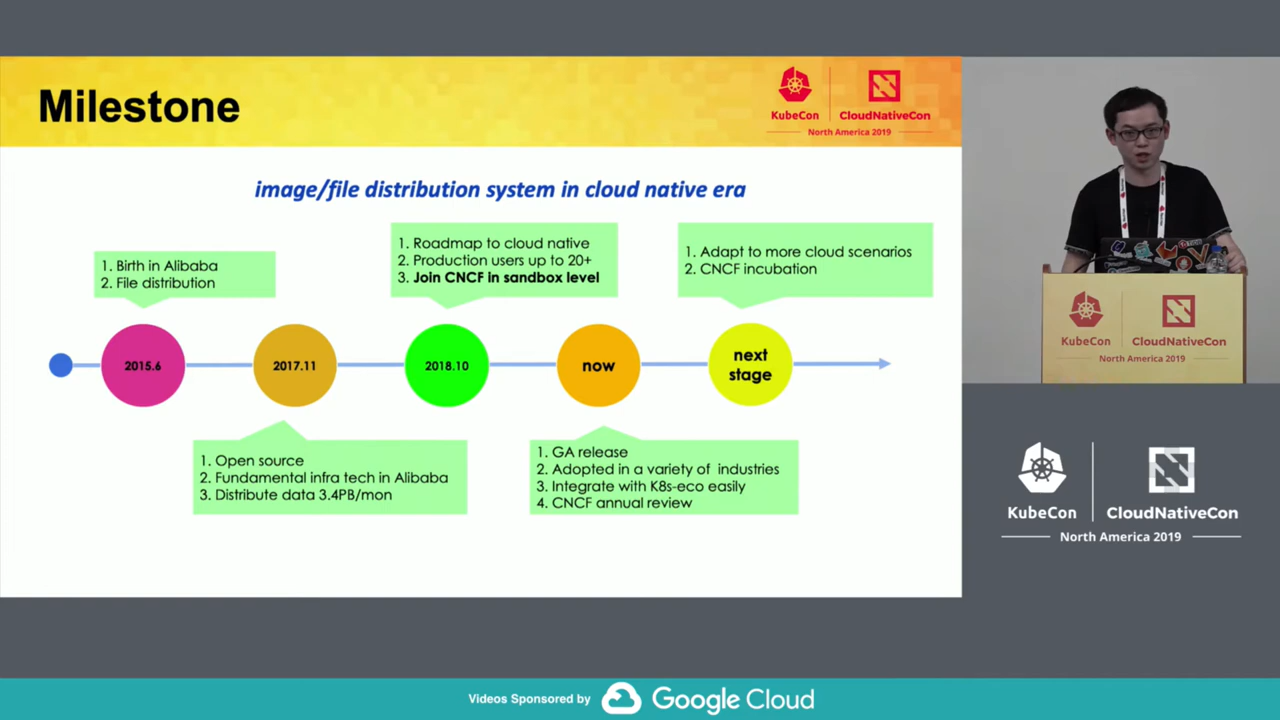 Milestone
KubeCon
CloudNativeCon
North America 2019
image/file distribution system in cloud native era
1. Birth in Alibaba
2. File distribution
1. Roadmap to cloud native
2. Production users up to 20+
3. Join CNCF in sandbox level
1. Adapt to more cloud scenarios
2. CNCF incubation
2015.6
2017.11
2018.10
now
next
stage
1. Open source
2. Fundamental infra tech in Alibaba
3. Distribute data 3.4PB/mon
1. GA release
2. Adopted in a variety of industries
3. Integrate with K8s-eco easily
4. CNCF annual review
KubeCon
CloudNativeCon
North America 2019
KubeCon
CloudNativeCon
North America 2019
Videos Sponsored by
Google Cloud